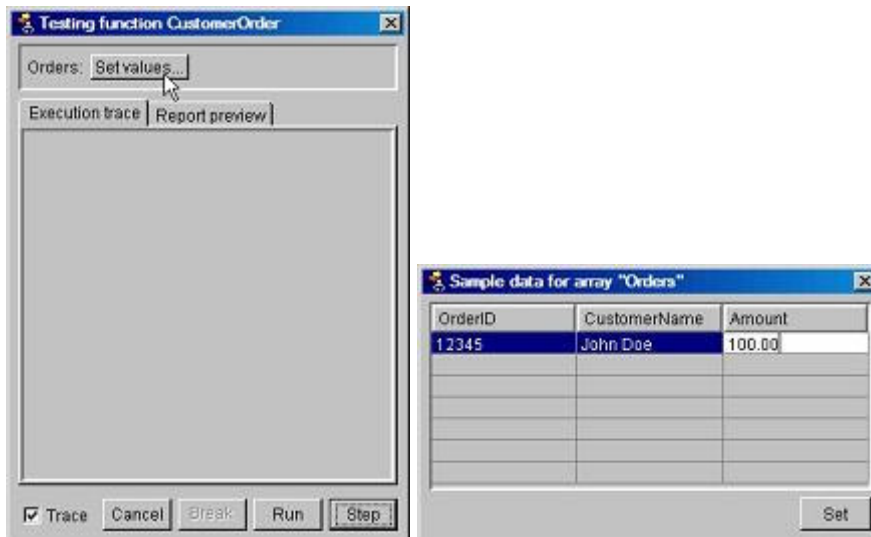 Testing function CustomerOrder
Orders: Set values...
Execution trace Report preview
Trace Cancel Break Run Step
Sample data for array "Orders"
OrderID CustomerName Amount
12345 John Doe 100.00
Set